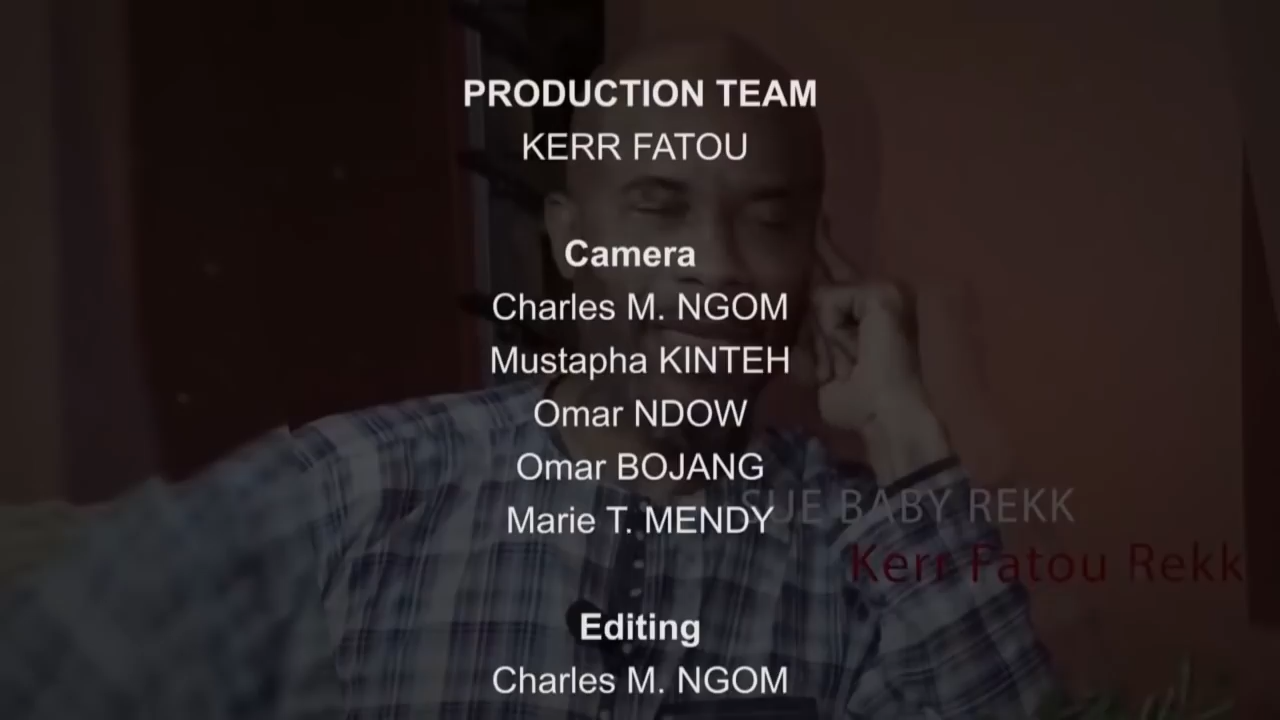 PRODUCTION TEAM
KERR FATOU
Camera
Charles M. NGOM
Mustapha KINTEH
Omar NDOW
Omar BOJANG
Marie T. MENDY
SUE BABY REKK
Kerr Fatou Rekk
Editing
Charles M. NGOM